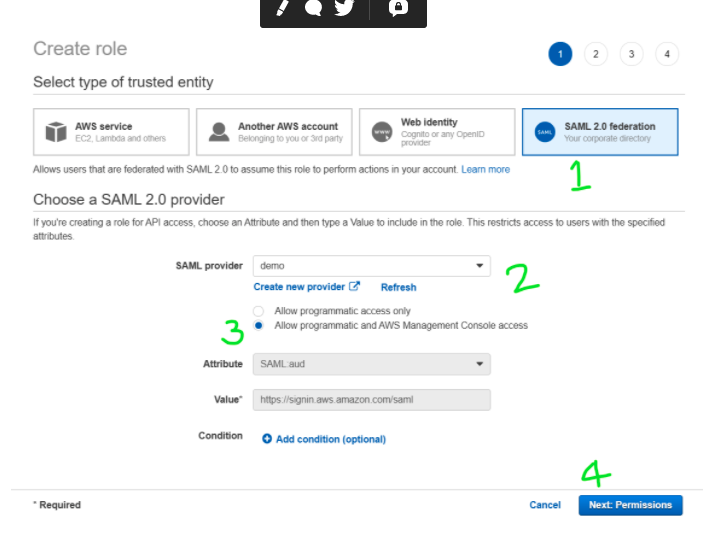 Create role
1 2 3 4
Select type of trusted entity
AWS service
EC2, Lambda and others
Another AWS account
Belonging to you or 3rd party
www
Web identity
Cognito or any OpenID
provider
SAML
SAML 2.0 federation
Your corporate directory
Allows users that are federated with SAML 2.0 to assume this role to perform actions in your account. Learn more
1
Choose a SAML 2.0 provider
If you're creating a role for API access, choose an Attribute and then type a Value to include in the role. This restricts access to users with the specified
attributes.
SAML provider demo
2
Create new provider Refresh
Allow programmatic access only
3 Allow programmatic and AWS Management Console access
Attribute SAML:aud
Value* https://signin.aws.amazon.com/saml
Condition Add condition (optional)
4
* Required Cancel Next: Permissions